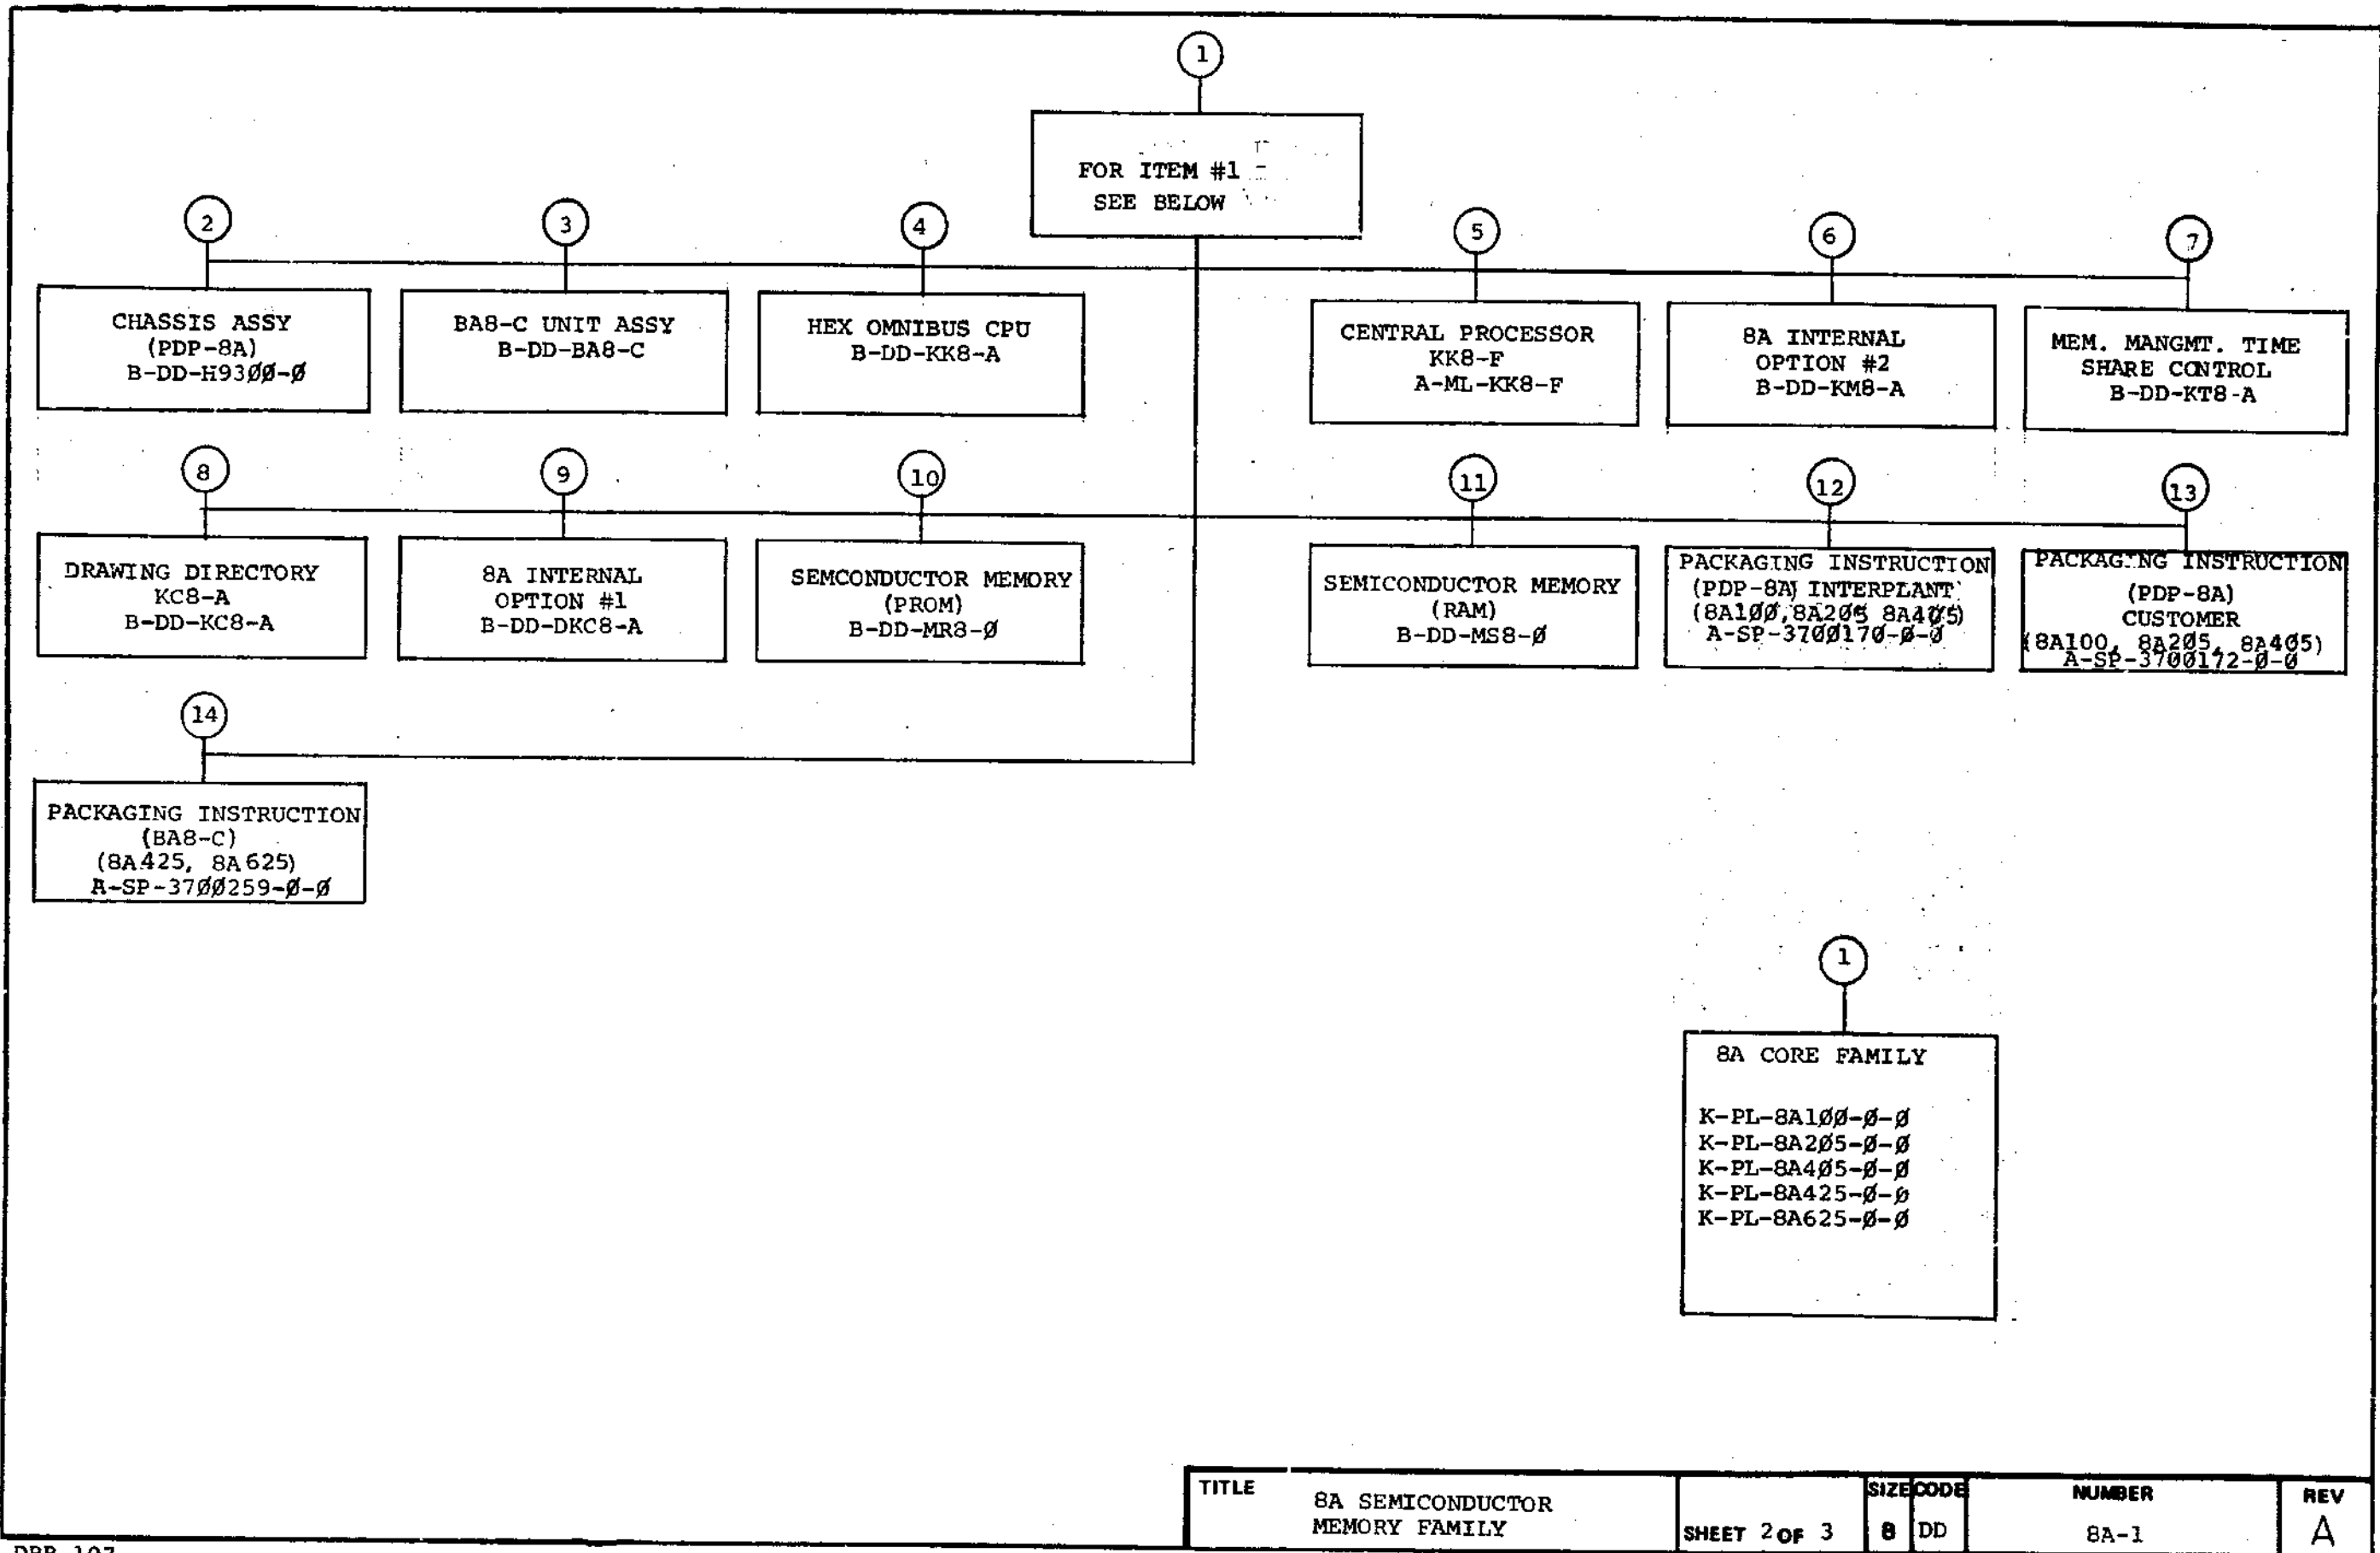 1
FOR ITEM #1
SEE BELOW
2
CHASSIS ASSY
(PDP-8A)
B-DD-H93ØØ-Ø
3
BA8-C UNIT ASSY
B-DD-BA8-C
4
HEX OMNIBUS CPU
B-DD-KK8-A
5
CENTRAL PROCESSOR
KK8-F
A-ML-KK8-F
6
8A INTERNAL
OPTION #2
B-DD-KM8-A
7
MEM. MANGMT. TIME
SHARE CONTROL
B-DD-KT8-A
8
DRAWING DIRECTORY
KC8-A
B-DD-KC8-A
9
8A INTERNAL
OPTION #1
B-DD-DKC8-A
10
SEMCONDUCTOR MEMORY
(PROM)
B-DD-MR8-Ø
11
SEMICONDUCTOR MEMORY
(RAM)
B-DD-MS8-Ø
12
PACKAGING INSTRUCTION
(PDP-8A) INTERPLANT
(8A1ØØ,8A2Ø5 8A4Ø5)
A-SP-37ØØ17Ø-Ø-Ø
13
PACKAGING INSTRUCTION
(PDP-8A)
CUSTOMER
(8A100, 8A2Ø5, 8A4Ø5)
A-SP-37ØØ172-Ø-Ø
14
PACKAGING INSTRUCTION
(BA8-C)
(8A425, 8A625)
A-SP-37ØØ259-Ø-Ø
1
8A CORE FAMILY
K-PL-8A1ØØ-Ø-Ø
K-PL-8A2Ø5-Ø-Ø
K-PL-8A4Ø5-Ø-Ø
K-PL-8A425-Ø-Ø
K-PL-8A625-Ø-Ø
TITLE
8A SEMICONDUCTOR
MEMORY FAMILY
SHEET 2 OF 3
SIZE
B
CODE
DD
NUMBER
8A-1
REV
A